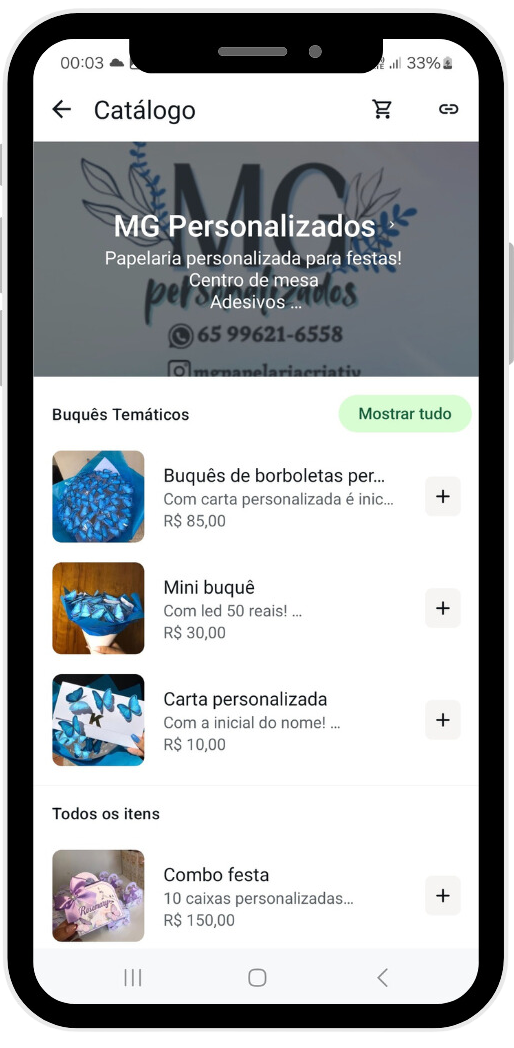 00:03
33%
Catálogo
MG
MG Personalizados
Papelaria personalizada para festas!
Centro de mesa
personalizados
Adesivos ...
65 99621-6558
mgpapelariacriativ
Buquês Temáticos
Mostrar tudo
Buquês de borboletas per...
Com carta personalizada é inic...
R$ 85,00
+
Mini buquê
Com led 50 reais! ...
R$ 30,00
+
K
Carta personalizada
Com a inicial do nome! ...
R$ 10,00
+
Todos os itens
Rosemary
Combo festa
10 caixas personalizadas...
R$ 150,00
+